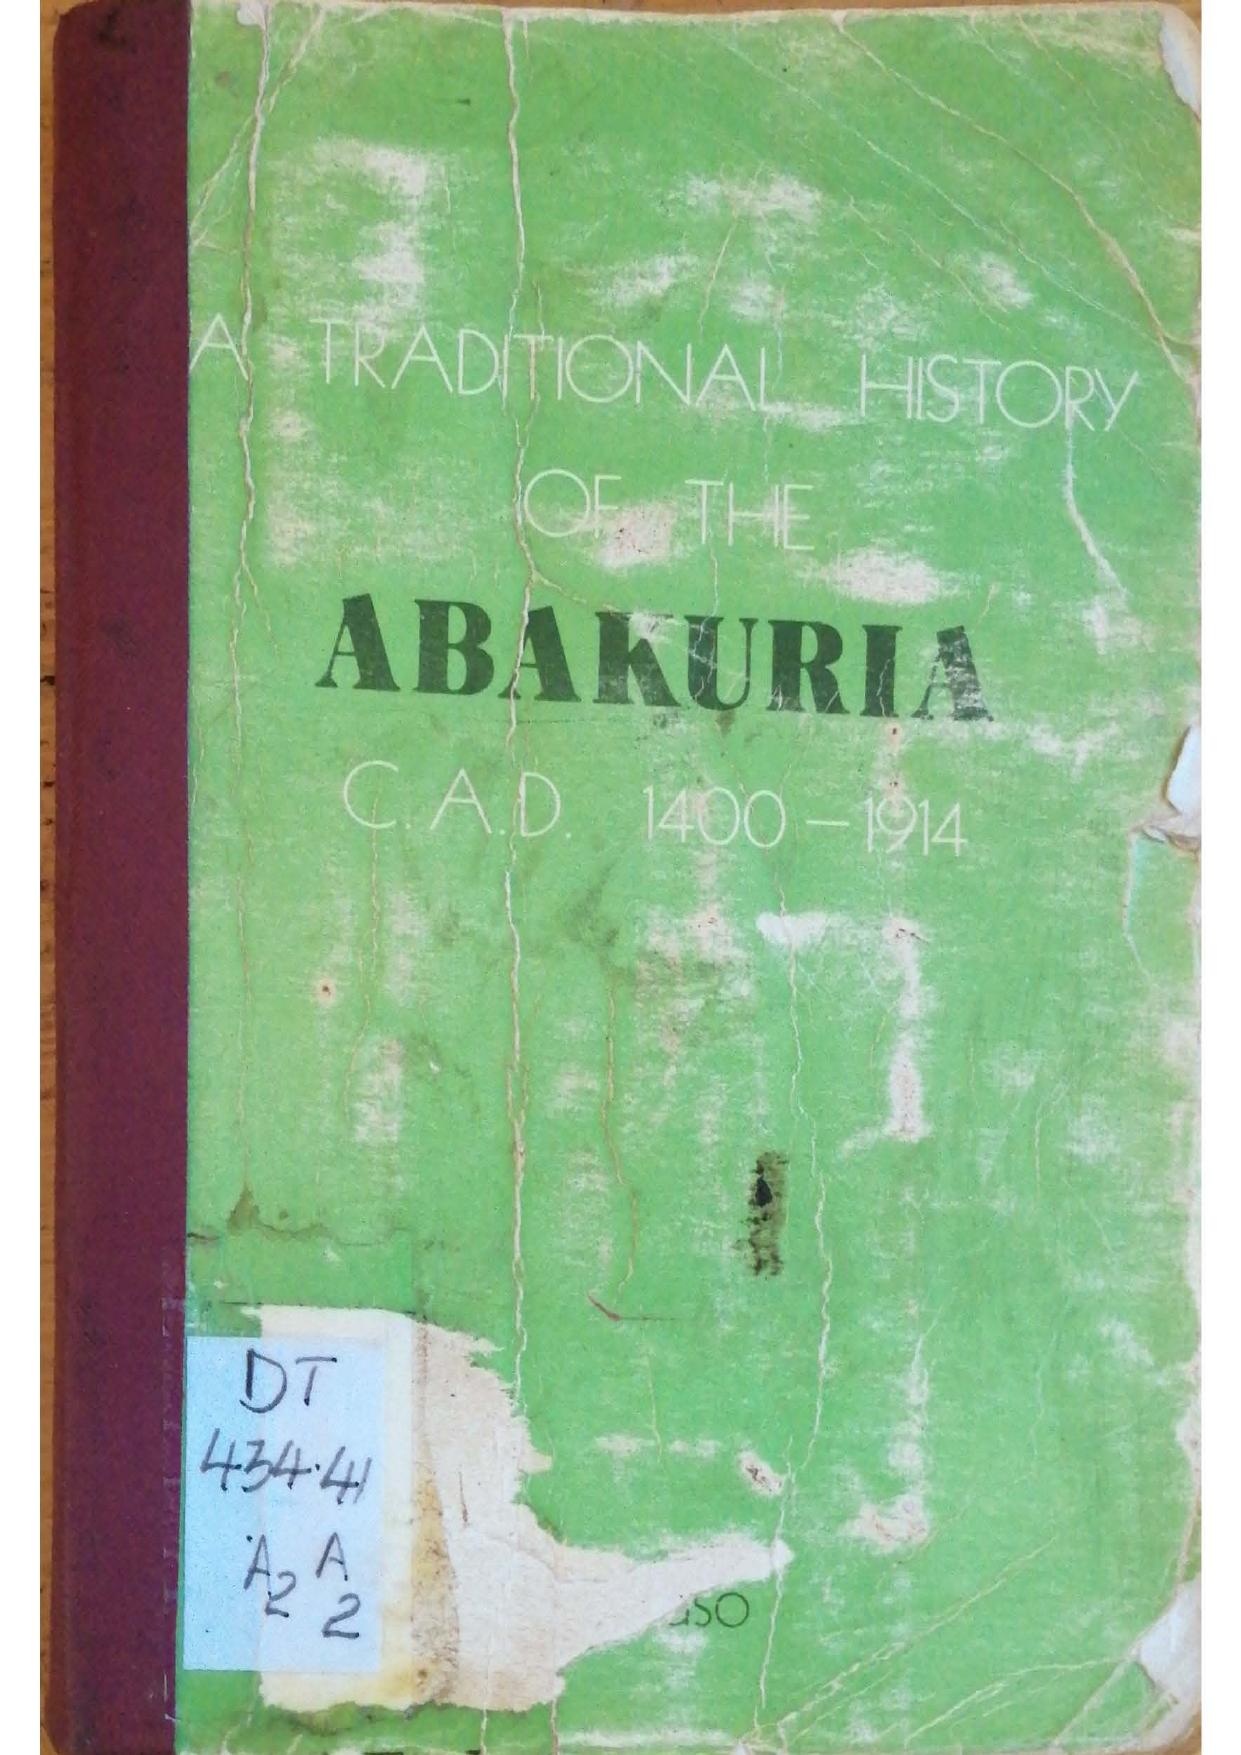 A TRADITIONAL HISTORY
OF THE
ABAKURIA
C.A.D. 1400-1914
DT
434.41
.A2 A
2